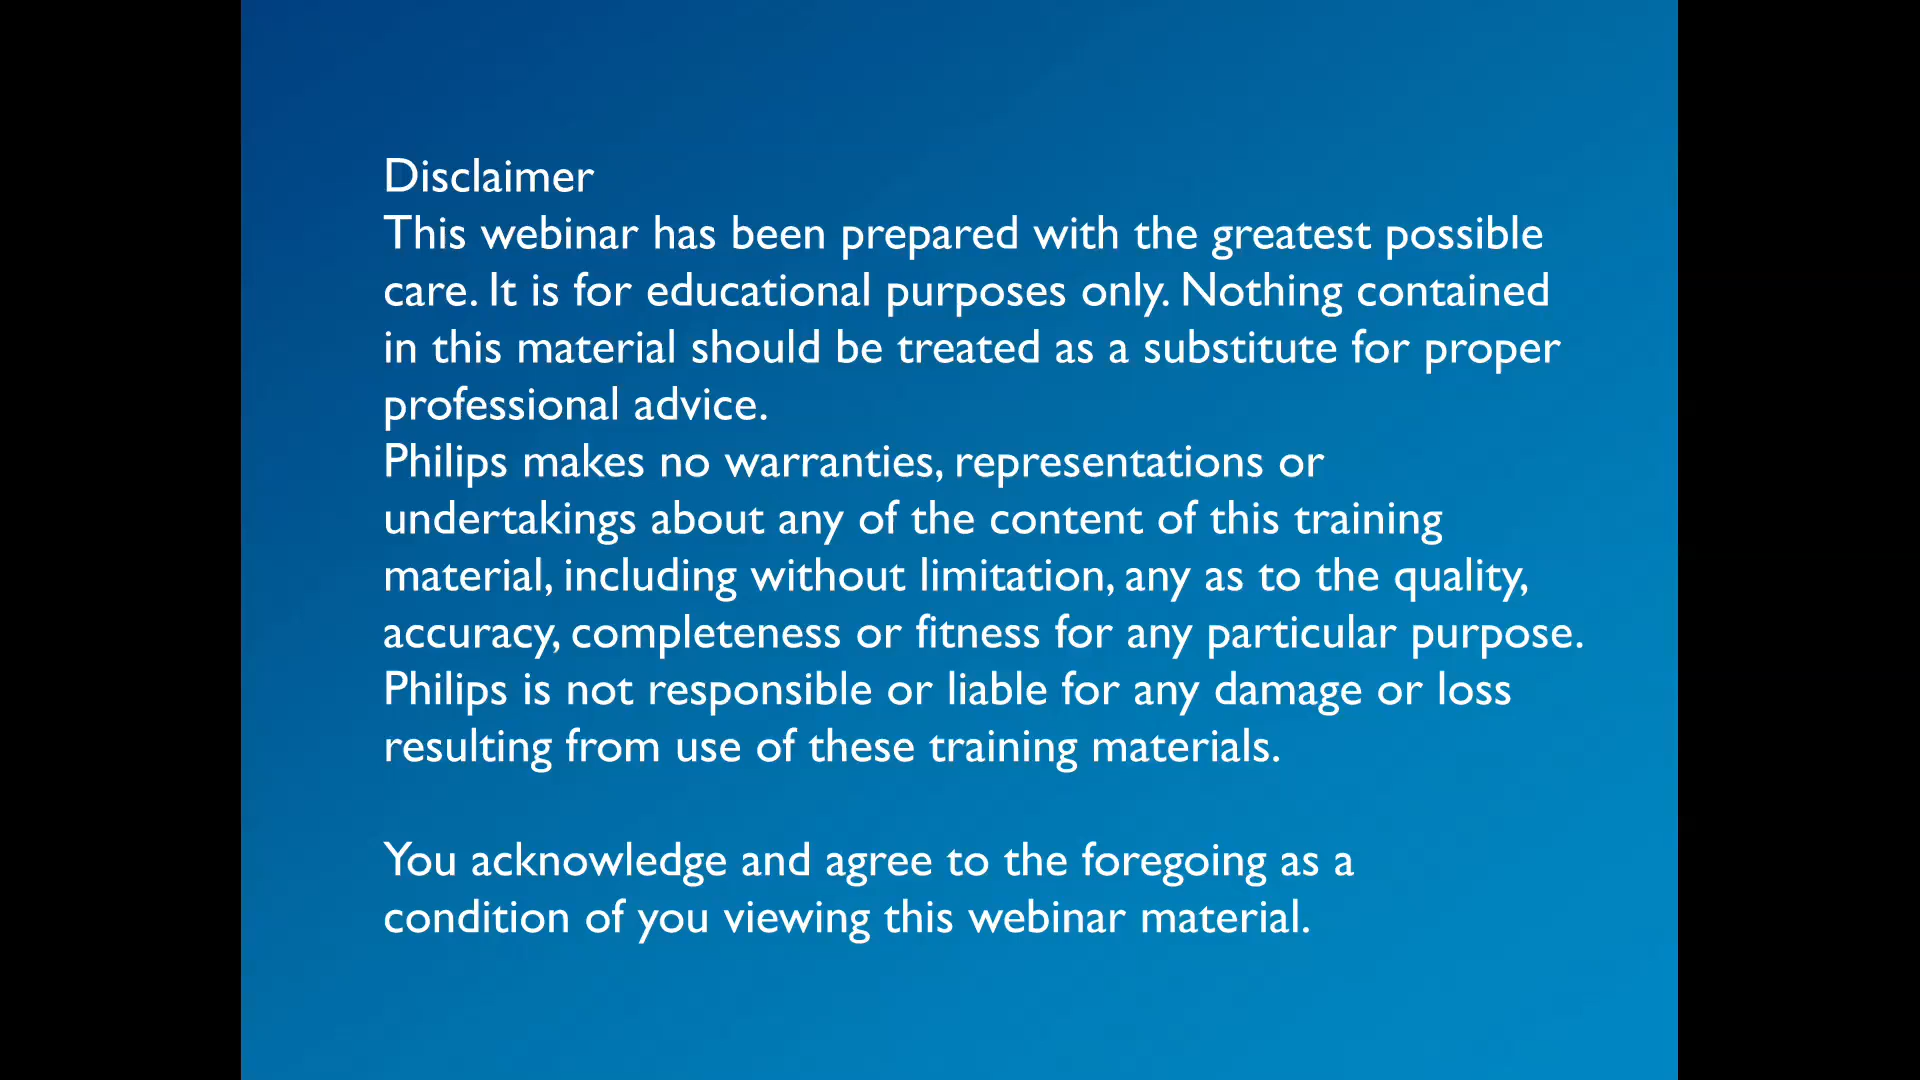 Disclaimer
This webinar has been prepared with the greatest possible
care. It is for educational purposes only. Nothing contained
in this material should be treated as a substitute for proper
professional advice.
Philips makes no warranties, representations or
undertakings about any of the content of this training
material, including without limitation, any as to the quality,
accuracy, completeness or fitness for any particular purpose.
Philips is not responsible or liable for any damage or loss
resulting from use of these training materials.
You acknowledge and agree to the foregoing as a
condition of you viewing this webinar material.